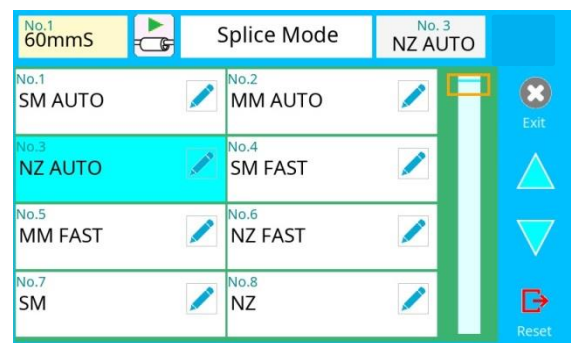 No.1
60mmS
Splice Mode
No. 3
NZ AUTO
No.1
SM AUTO
No.2
MM AUTO
Exit
No.3
NZ AUTO
No.4
SM FAST
No.5
MM FAST
No.6
NZ FAST
No.7
SM
No.8
NZ
Reset